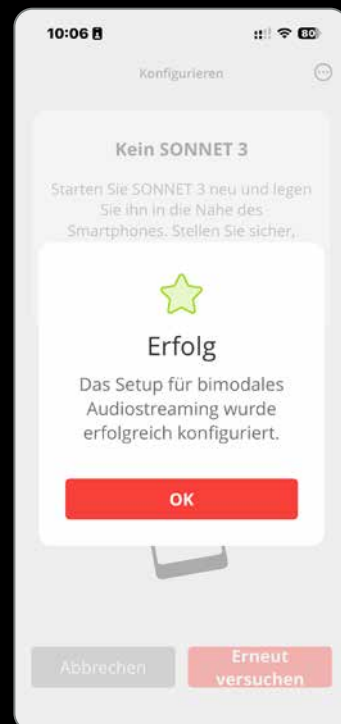 10:06
80
Konfigurieren
Kein SONNET 3
Starten Sie SONNET 3 neu und legen
Sie ihn in die Nähe des
Smartphones. Stellen Sie sicher,
Erfolg
Das Setup für bimodales
Audiostreaming wurde
erfolgreich konfiguriert.
OK
Abbrechen
Erneut
versuchen